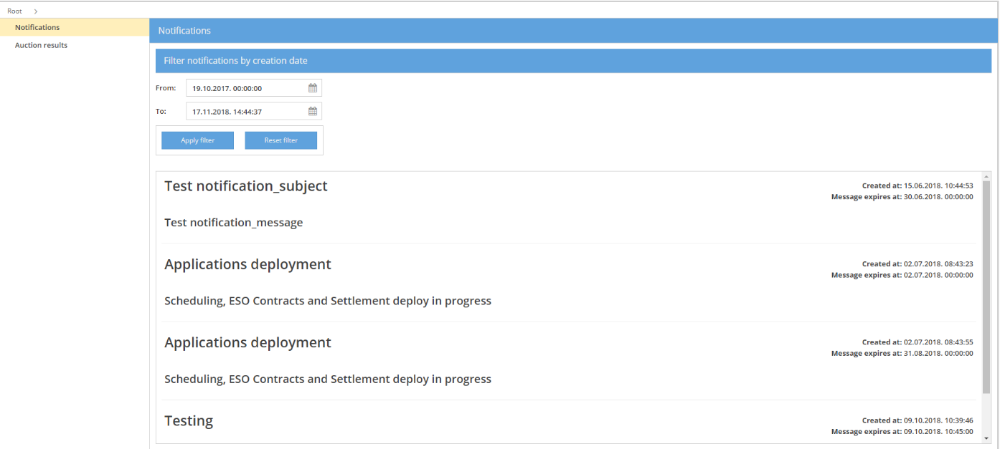 Root >
Notifications
Auction results
Notifications
Filter notifications by creation date
From: 19.10.2017. 00:00:00
To: 17.11.2018. 14:44:37
Apply filter Reset filter
Test notification_subject
Created at: 15.06.2018. 10:44:53
Message expires at: 30.06.2018. 00:00:00
Test notification_message
Applications deployment
Created at: 02.07.2018. 08:43:23
Message expires at: 02.07.2018. 00:00:00
Scheduling, ESO Contracts and Settlement deploy in progress
Applications deployment
Created at: 02.07.2018. 08:43:55
Message expires at: 31.08.2018. 00:00:00
Scheduling, ESO Contracts and Settlement deploy in progress
Testing
Created at: 09.10.2018. 10:39:46
Message expires at: 09.10.2018. 10:45:00